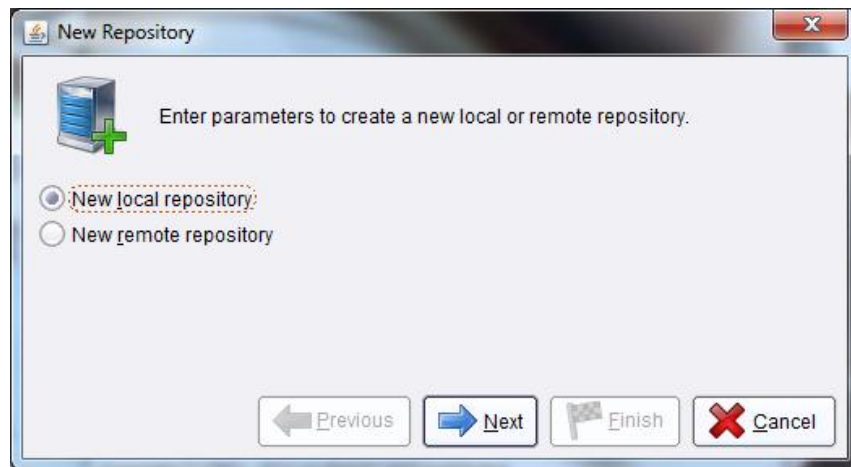 New Repository
Enter parameters to create a new local or remote repository.
New local repository
New remote repository
Previous
Next
Finish
Cancel